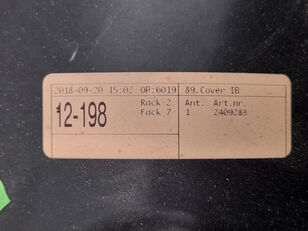 2018-09-20 15:02 OP:6019 89.Cover IB
12-198 Rack 2 Ant. Art.nr.
Fack 7 1 2409288